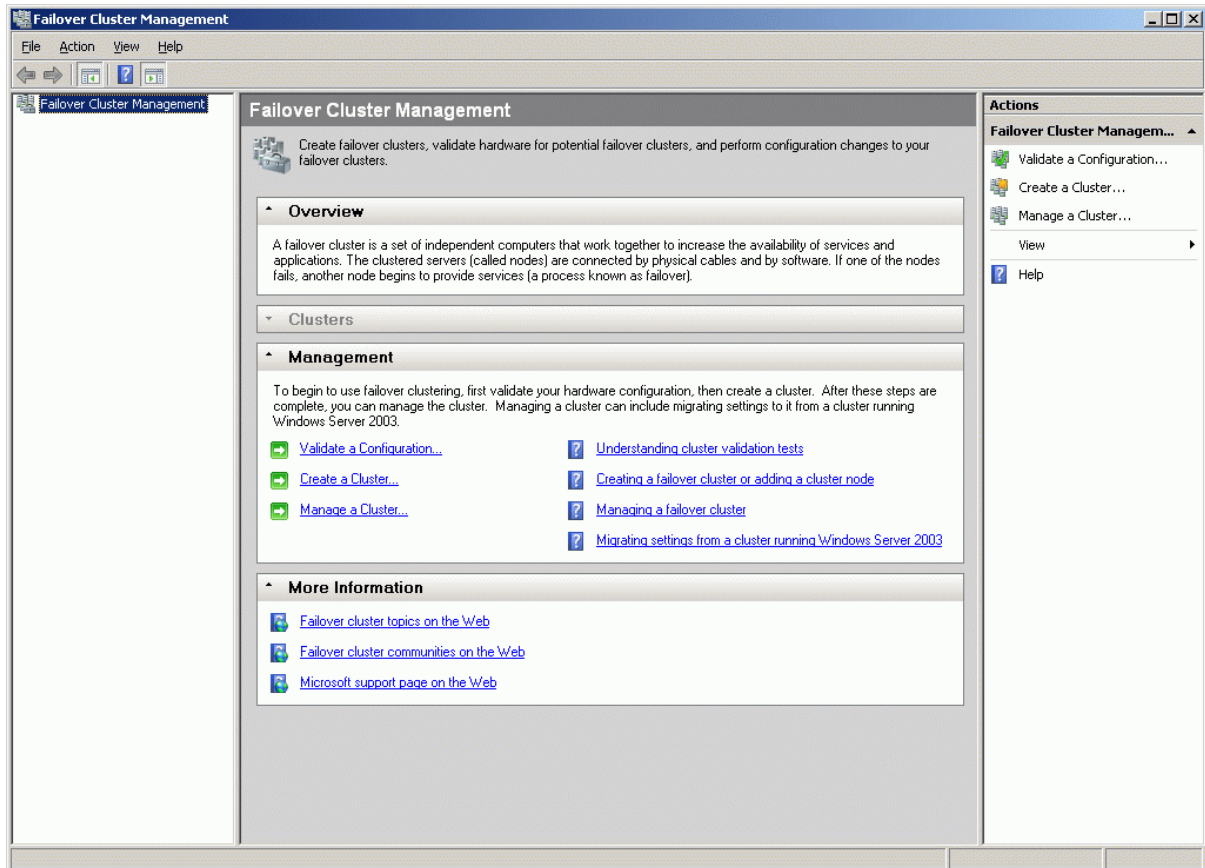 Failover Cluster Management
File Action View Help
Failover Cluster Management
Failover Cluster Management
Create failover clusters, validate hardware for potential failover clusters, and perform configuration changes to your
failover clusters.
Overview
A failover cluster is a set of independent computers that work together to increase the availability of services and
applications. The clustered servers (called nodes) are connected by physical cables and by software. If one of the nodes
fails, another node begins to provide services (a process known as failover).
Clusters
Management
To begin to use failover clustering, first validate your hardware configuration, then create a cluster. After these steps are
complete, you can manage the cluster. Managing a cluster can include migrating settings to it from a cluster running
Windows Server 2003.
Validate a Configuration...
Create a Cluster...
Manage a Cluster...
Understanding cluster validation tests
Creating a failover cluster or adding a cluster node
Managing a failover cluster
Migrating settings from a cluster running Windows Server 2003
More Information
Failover cluster topics on the Web
Failover cluster communities on the Web
Microsoft support page on the Web
Actions
Failover Cluster Managem...
Validate a Configuration...
Create a Cluster...
Manage a Cluster...
View
Help